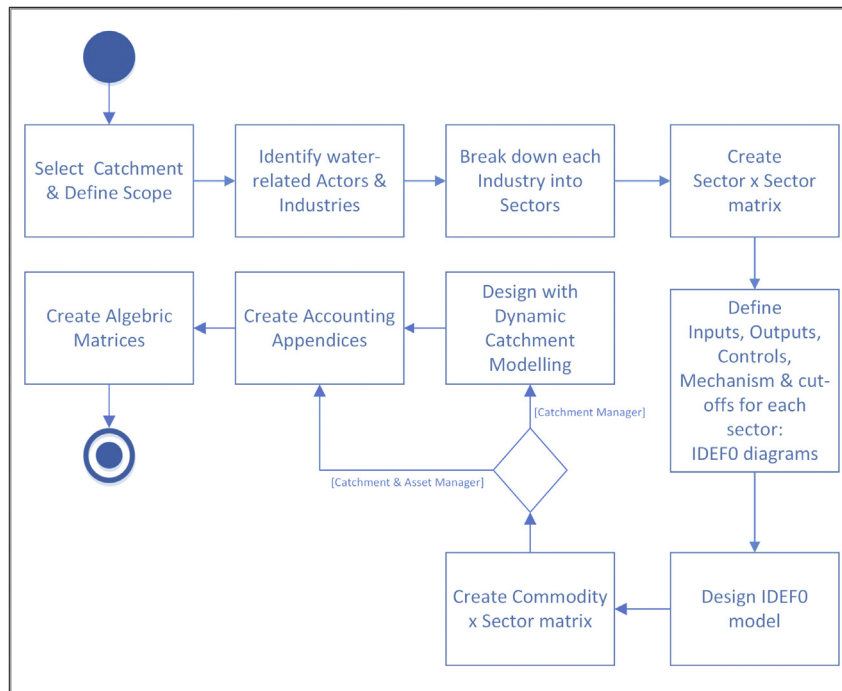 Select Catchment
& Define Scope
Identify water-
related Actors &
Industries
Break down each
Industry into
Sectors
Create
Sector x Sector
matrix
Define
Inputs, Outputs,
Controls,
Mechanism & cut-
offs for each
sector:
IDEF0 diagrams
Design IDEF0
model
Create Commodity
x Sector matrix
[Catchment Manager]
[Catchment & Asset Manager]
Design with
Dynamic
Catchment
Modelling
Create Accounting
Appendices
Create Algebric
Matrices